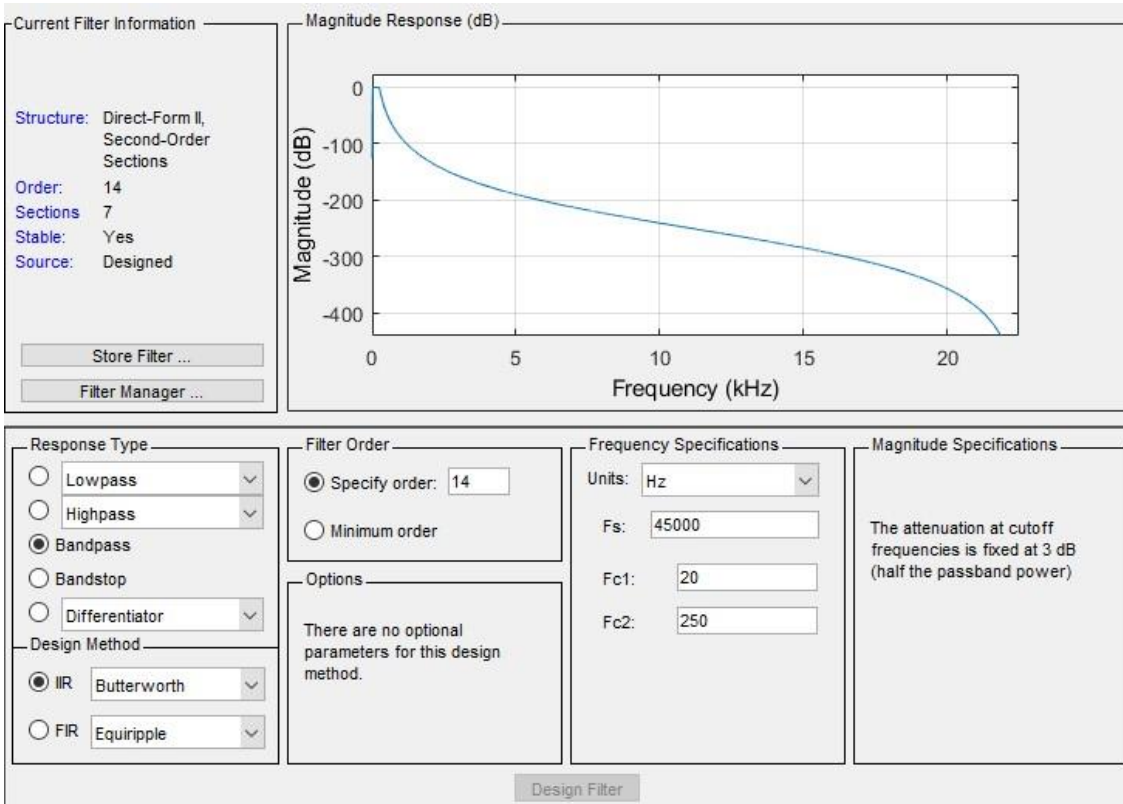 Current Filter Information
Structure: Direct-Form II,
Second-Order
Sections
Order: 14
Sections 7
Stable: Yes
Source: Designed
Store Filter ...
Filter Manager ...
Magnitude Response (dB)
Magnitude (dB)
0
-100
-200
-300
-400
0 5 10 15 20
Frequency (kHz)
Response Type
Lowpass
Highpass
Bandpass
Bandstop
Differentiator
Design Method
IIR Butterworth
FIR Equiripple
Filter Order
Specify order: 14
Minimum order
Options
There are no optional
parameters for this design
method.
Frequency Specifications
Units: Hz
Fs: 45000
Fc1: 20
Fc2: 250
Magnitude Specifications
The attenuation at cutoff
frequencies is fixed at 3 dB
(half the passband power)
Design Filter